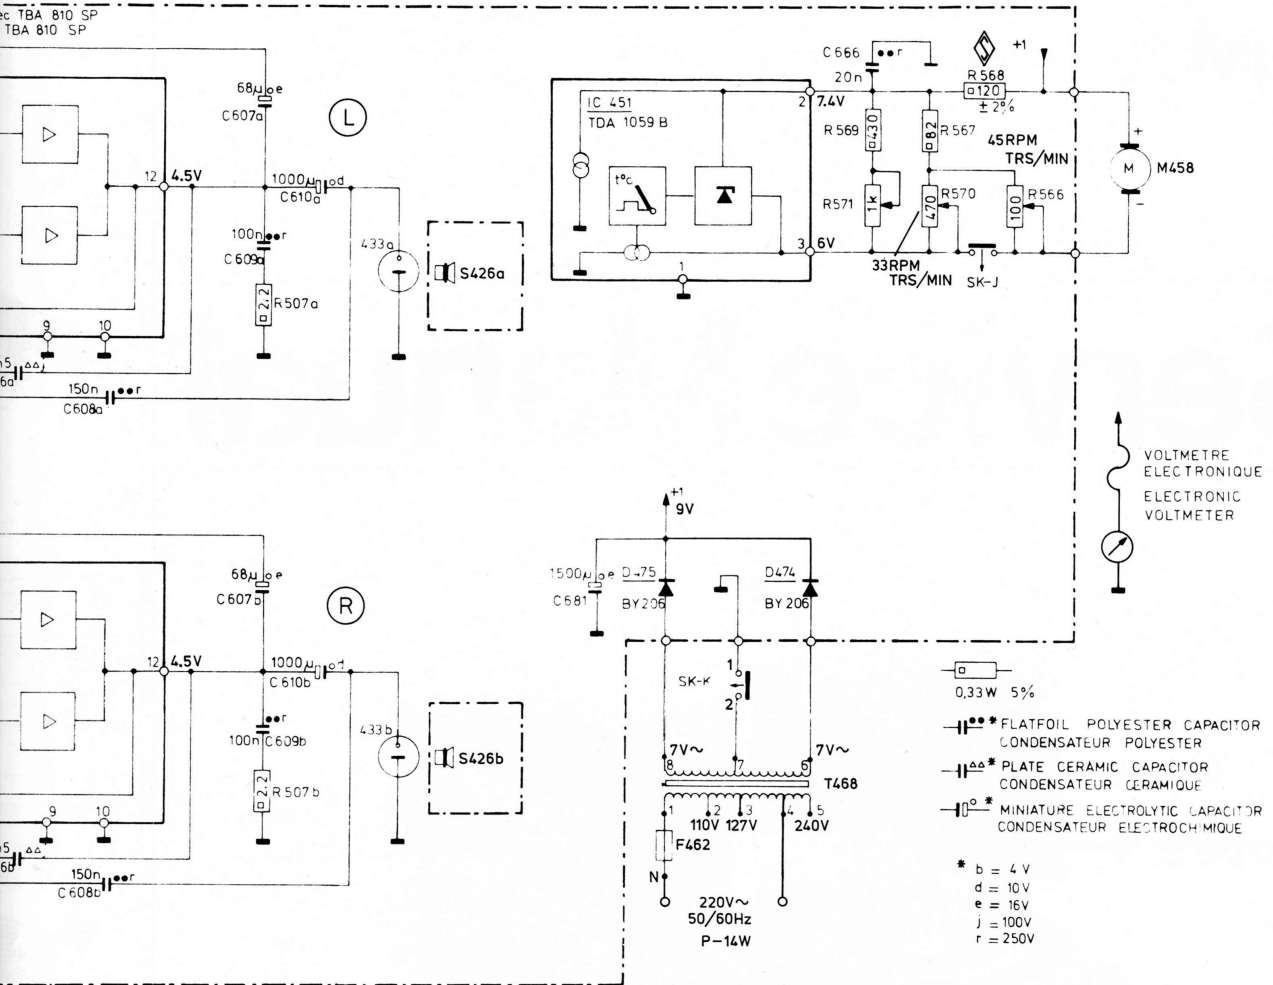 TBA 810 SP
TBA 810 SP
68µ e
C607a
L
12 4.5V
1000µ d
C610a
100n r
C609a
433a
S426a
2.2
R507a
9
10
6a
150n r
C608a
C666 r
20n
+1
R568
120
±2%
IC 451
TDA 1059 B
2 7.4V
R569
430
82
R567
45RPM
TRS/MIN
+
M
M458
−
t°c
R571
1k
470
R570
100
R566
3 6V
33RPM
TRS/MIN
SK-J
1
VOLTMETRE
ELECTRONIQUE
ELECTRONIC
VOLTMETER
+1
9V
1500µ e
C681
D475
BY206
D474
BY206
68µ e
C607b
R
12 4.5V
1000µ d
C610b
100n r
C609b
433b
S426b
2.2
R507b
9
10
6b
150n r
C608b
SK-K
1
2
7V~
8
7
7V~
6
T468
1
2
3
4
5
110V 127V 240V
F462
N
220V~
50/60Hz
P-14W
0,33W 5%
* FLATFOIL POLYESTER CAPACITOR
CONDENSATEUR POLYESTER
* PLATE CERAMIC CAPACITOR
CONDENSATEUR CERAMIQUE
* MINIATURE ELECTROLYTIC CAPACITOR
CONDENSATEUR ELECTROCHIMIQUE
* b = 4V
d = 10V
e = 16V
j = 100V
r = 250V